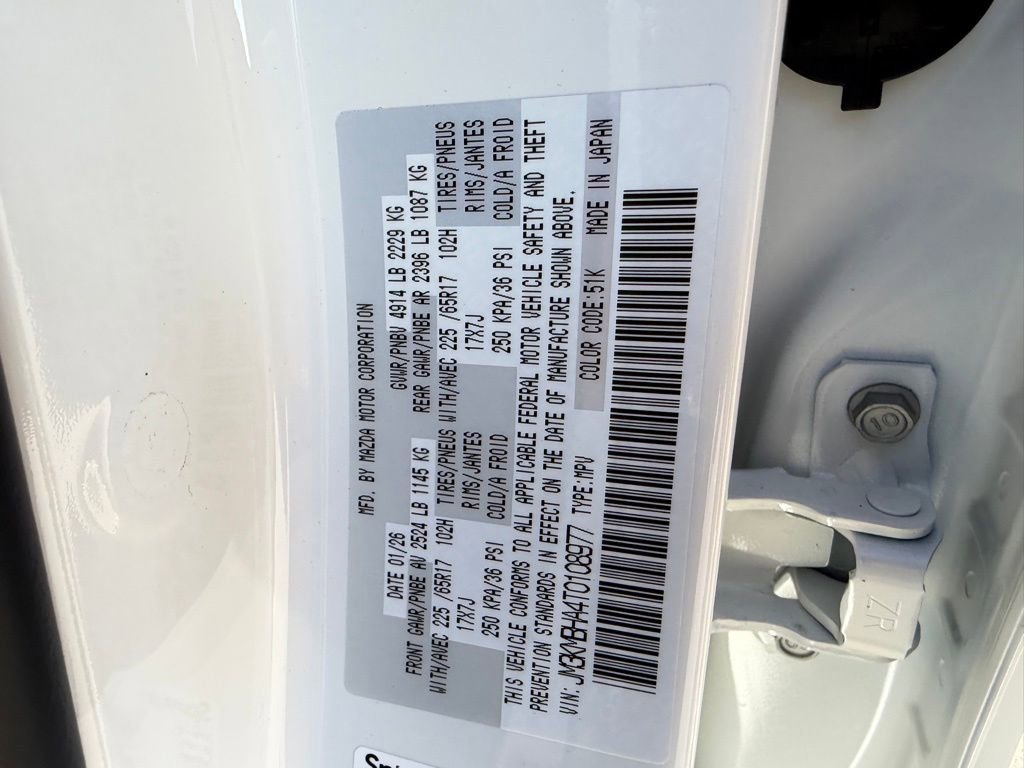 MFD. BY MAZDA MOTOR CORPORATION
DATE 01/26 GVWR/PNBV 4914 LB 2229 KG
FRONT GAWR/PNBE AV 2524 LB 1145 KG REAR GAWR/PNBE AR 2396 LB 1087 KG
WITH/AVEC 225 /65R17 102H TIRES/PNEUS WITH/AVEC 225 /65R17 102H TIRES/PNEUS
17X7J RIMS/JANTES 17X7J RIMS/JANTES
250 KPA/36 PSI COLD/A FROID 250 KPA/36 PSI COLD/A FROID
THIS VEHICLE CONFORMS TO ALL APPLICABLE FEDERAL MOTOR VEHICLE SAFETY AND THEFT
PREVENTION STANDARDS IN EFFECT ON THE DATE OF MANUFACTURE SHOWN ABOVE.
VIN: JM3KMBHA4T0108977 TYPE:MPV
COLOR CODE:51K MADE IN JAPAN
10
ZR